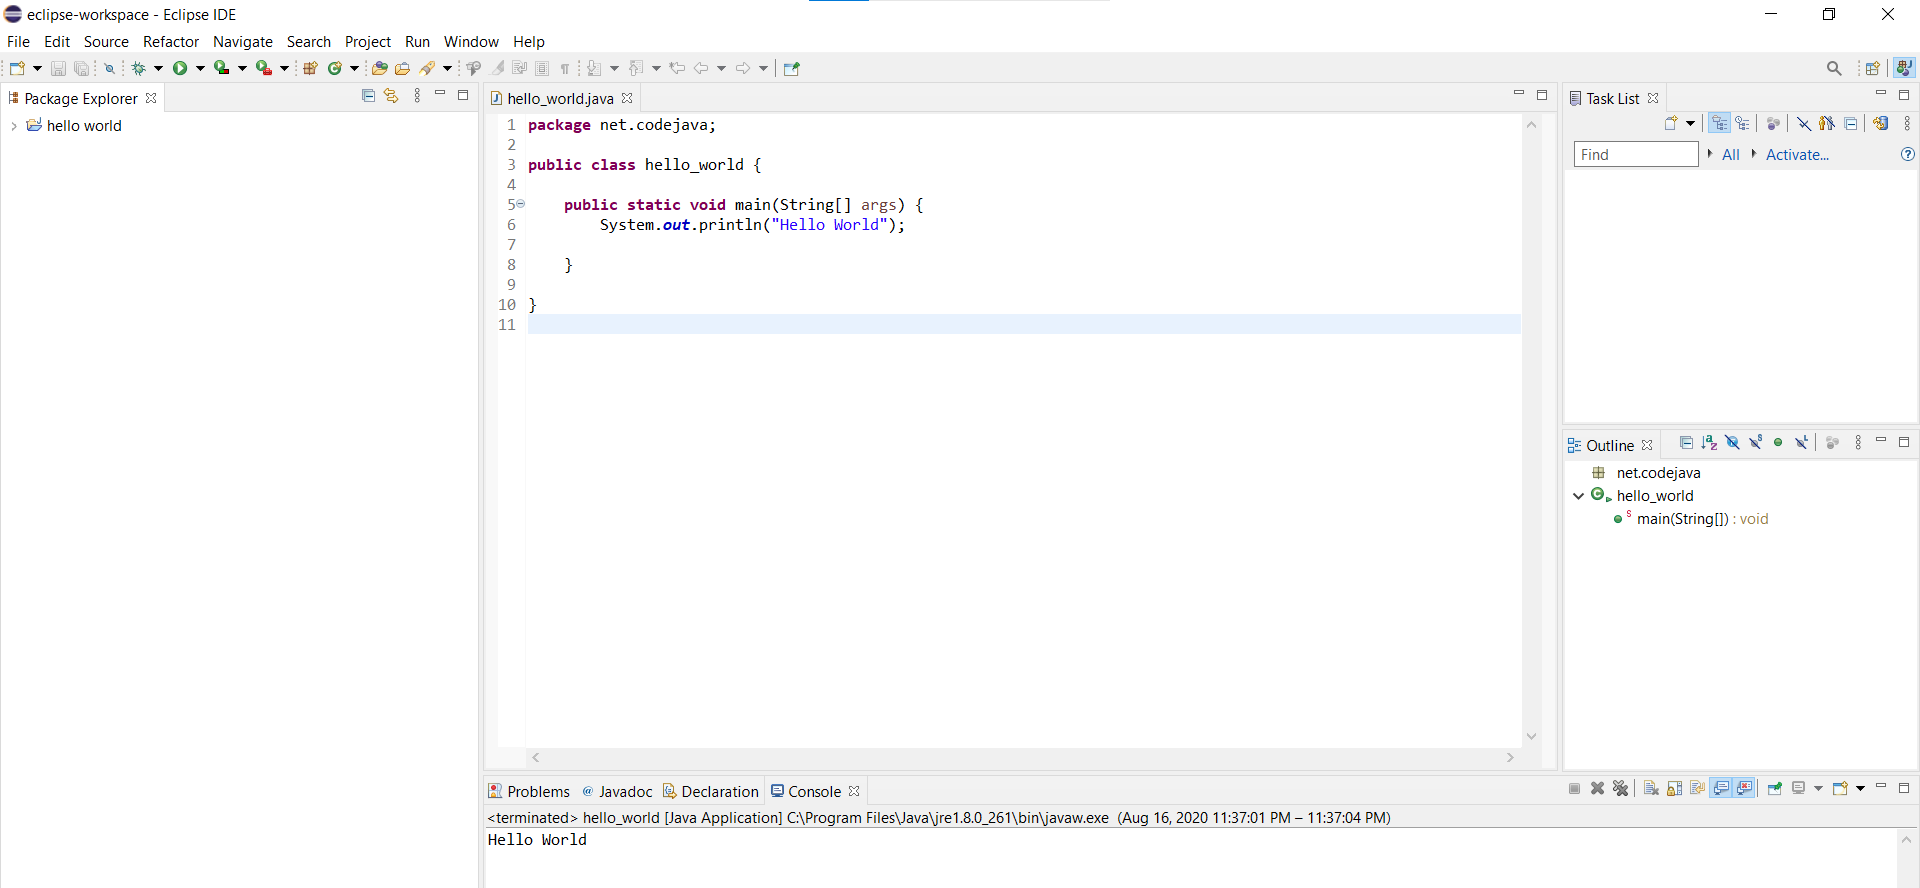 eclipse-workspace - Eclipse IDE
File Edit Source Refactor Navigate Search Project Run Window Help
Package Explorer
hello world
hello_world.java
1 package net.codejava;
2
3 public class hello_world {
4
5 public static void main(String[] args) {
6 System.out.println("Hello World");
7
8 }
9
10 }
11
Task List
Find All Activate...
Outline
net.codejava
hello_world
main(String[]) : void
Problems @ Javadoc Declaration Console
<terminated> hello_world [Java Application] C:\Program Files\Java\jre1.8.0_261\bin\javaw.exe (Aug 16, 2020 11:37:01 PM – 11:37:04 PM)
Hello World